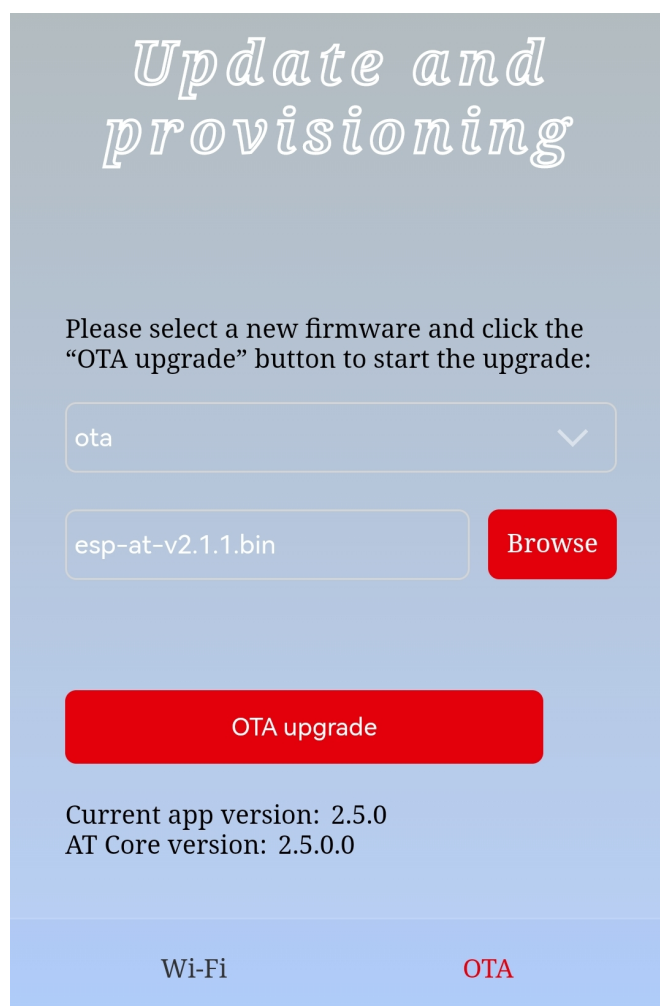 Update and
provisioning
Please select a new firmware and click the
“OTA upgrade” button to start the upgrade:
ota
esp-at-v2.1.1.bin
Browse
OTA upgrade
Current app version: 2.5.0
AT Core version: 2.5.0.0
Wi-Fi
OTA